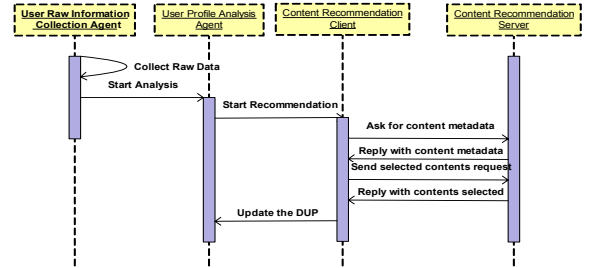 User Raw Information
Collection Agent
User Profile Analysis
Agent
Content Recommendation
Client
Content Recommendation
Server
Collect Raw Data
Start Analysis
Start Recommendation
Ask for content metadata
Reply with content metadata
Send selected contents request
Reply with contents selected
Update the DUP